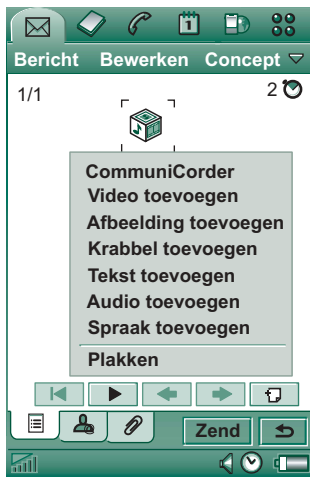 1
Bericht Bewerken Concept
1/1 2
CommuniCorder
Video toevoegen
Afbeelding toevoegen
Krabbel toevoegen
Tekst toevoegen
Audio toevoegen
Spraak toevoegen
Plakken
Zend